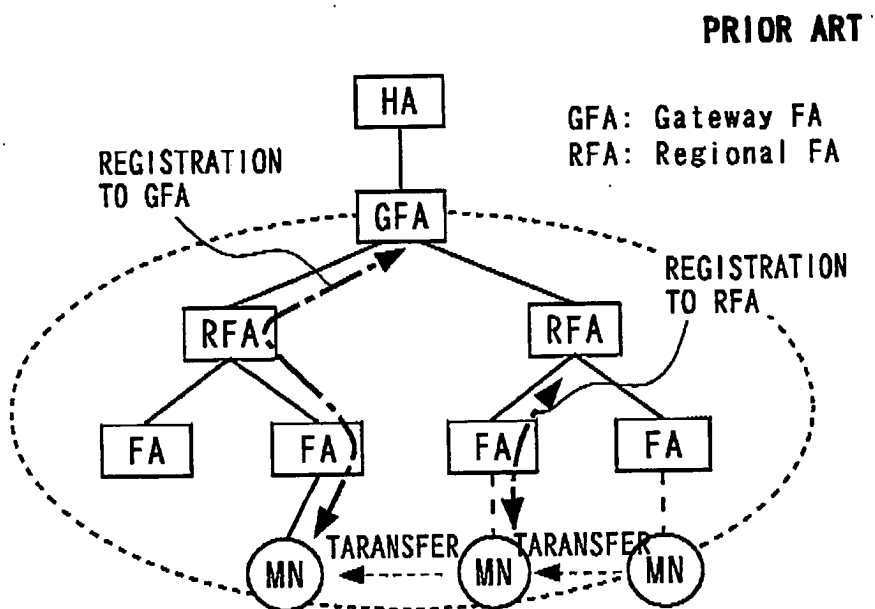 PRIOR ART
HA
GFA: Gateway FA
RFA: Regional FA
REGISTRATION
TO GFA
GFA
REGISTRATION
TO RFA
RFA
RFA
FA
FA
FA
FA
MN
TARANSFER
MN
TARANSFER
MN